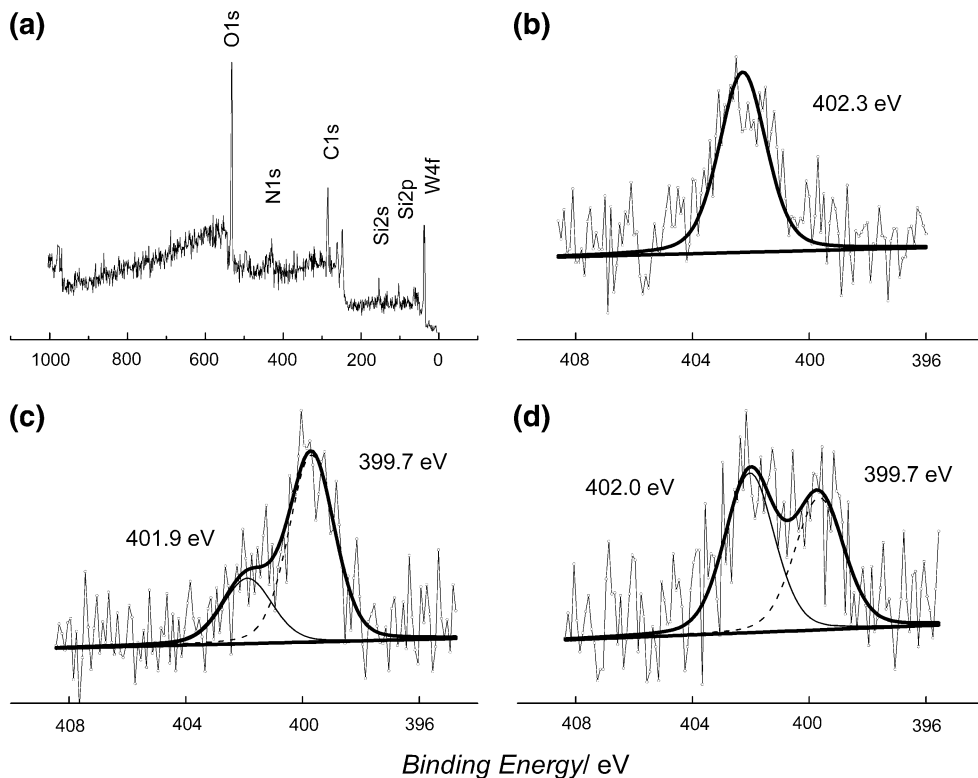 (a)
O1s
N1s
C1s
Si2s
Si2p
W4f
1000 800 600 400 200 0
(b)
402.3 eV
408 404 400 396
(c)
401.9 eV
399.7 eV
408 404 400 396
(d)
402.0 eV
399.7 eV
408 404 400 396
Binding Energy/ eV